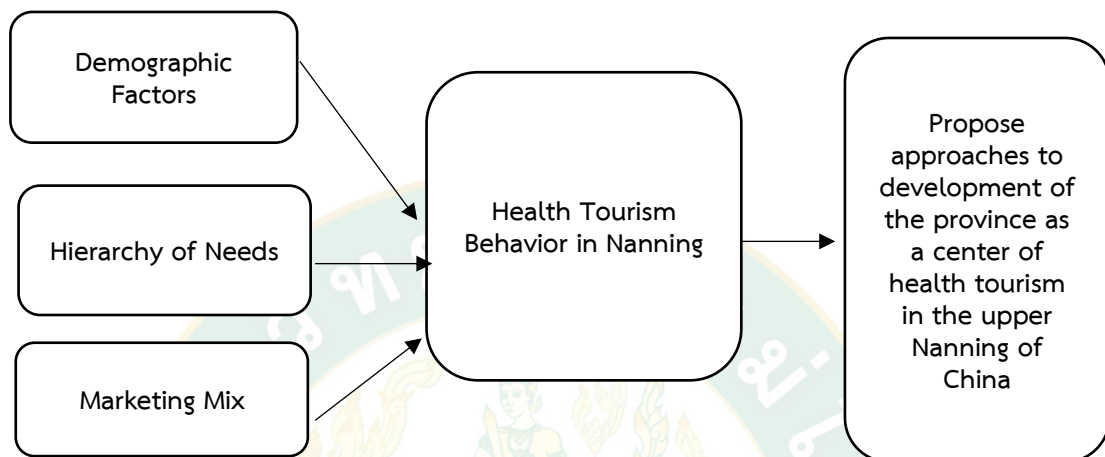 Demographic
Factors
Hierarchy of Needs
Marketing Mix
Health Tourism
Behavior in Nanning
Propose
approaches to
development of
the province as
a center of
health tourism
in the upper
Nanning of
China